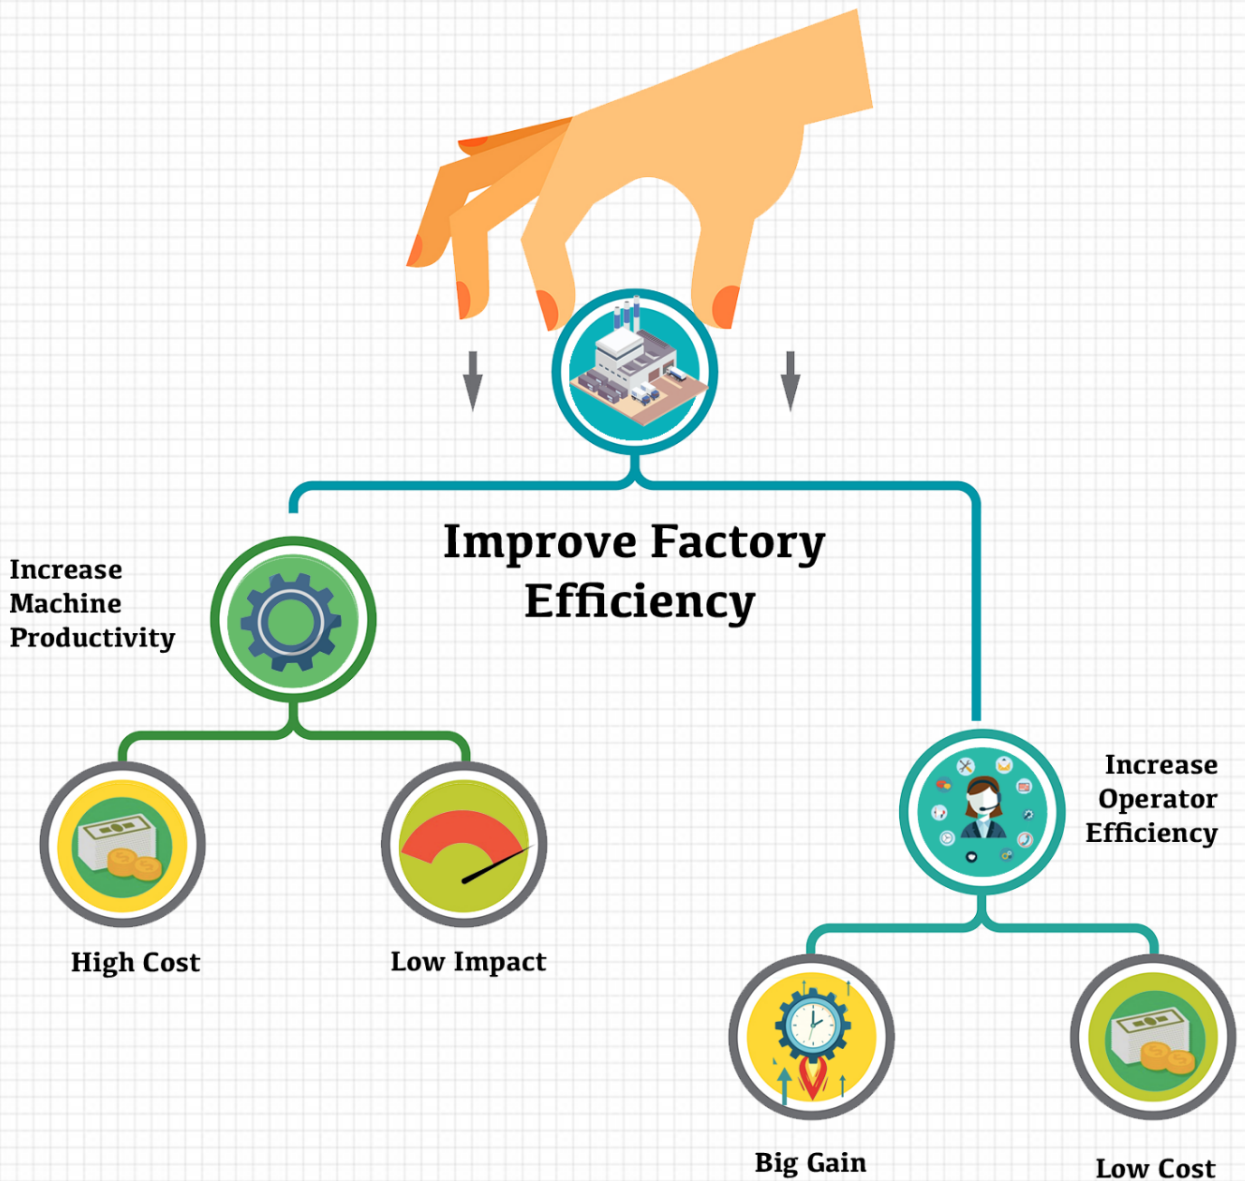 Improve Factory
Efficiency
Increase
Machine
Productivity
High Cost
Low Impact
Increase
Operator
Efficiency
Big Gain
Low Cost